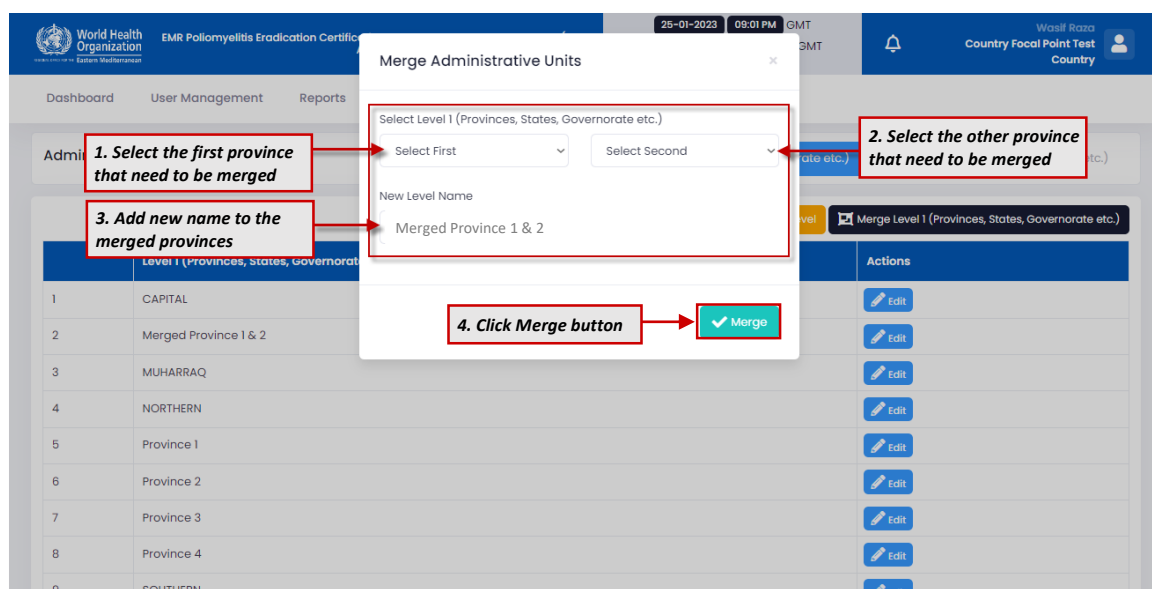 World Health
Organization
Eastern Mediterranean
EMR Poliomyelitis Eradication
25-01-2023 09:01 PM GMT
GMT
Wasif Raza
Country Focal Point Test
Country
Merge Administrative Units
×
Dashboard User Management Reports
Select Level 1 (Provinces, States, Governorate etc.)
Select First Select Second
1. Select the first province
that need to be merged
2. Select the other province
that need to be merged
etc.)
New Level Name
Merged Province 1 & 2
3. Add new name to the
merged provinces
Merge Level 1 (Provinces, States, Governorate etc.)
Level 1 (Provinces, States, Actions
1 CAPITAL Edit
4. Click Merge button
Merge
2 Merged Province 1 & 2 Edit
3 MUHARRAQ Edit
4 NORTHERN Edit
5 Province 1 Edit
6 Province 2 Edit
7 Province 3 Edit
8 Province 4 Edit